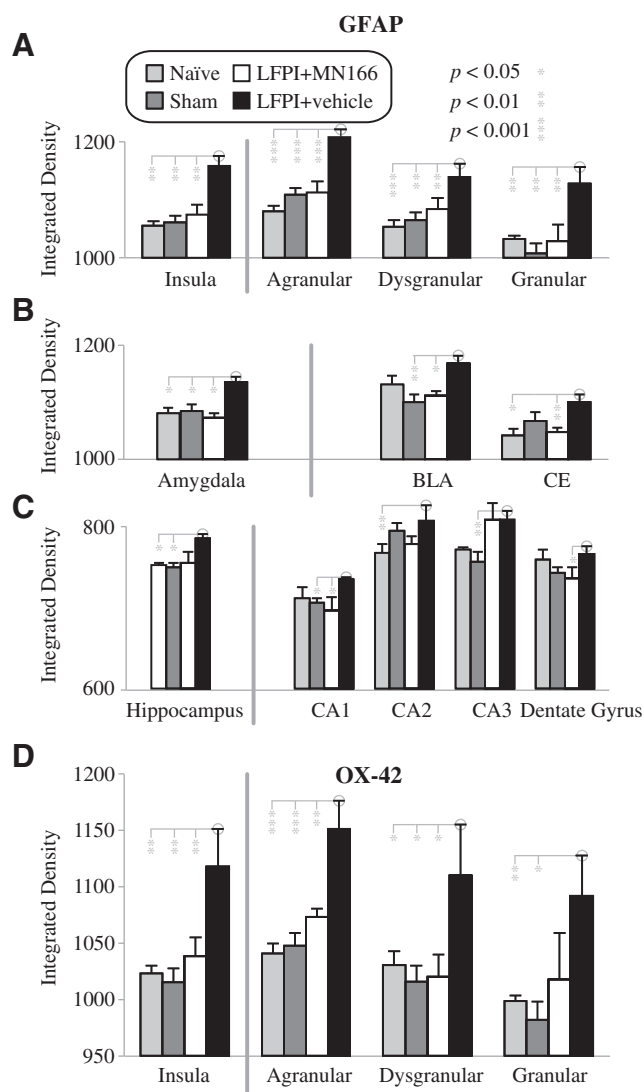 GFAP
A
Naïve LFPI+MN166
Sham LFPI+vehicle
p < 0.05 *
p < 0.01 **
p < 0.001 ***
Integrated Density
1200
1000
Insula Agranular Dysgranular Granular
B
Integrated Density
1200
1000
Amygdala BLA CE
C
Integrated Density
800
600
Hippocampus CA1 CA2 CA3 Dentate Gyrus
D
OX-42
Integrated Density
1200
1150
1100
1050
1000
950
Insula Agranular Dysgranular Granular